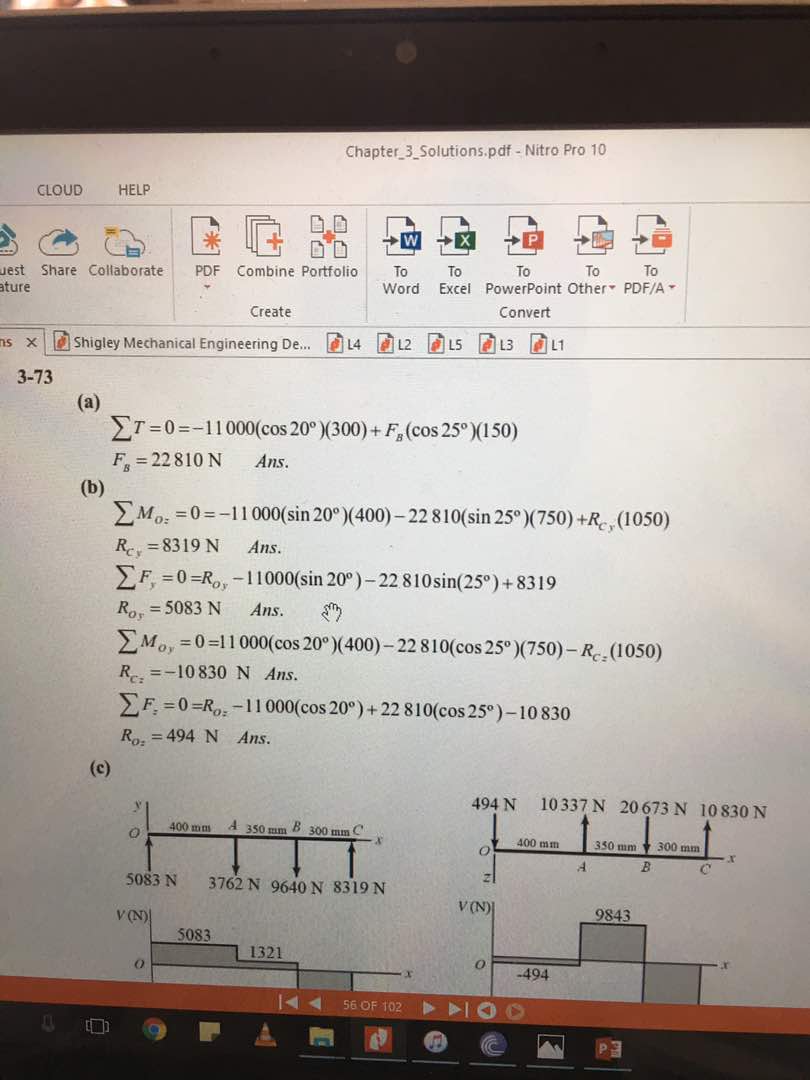 Chapter_3_Solutions.pdf - Nitro Pro 10
CLOUD HELP
Share Collaborate PDF Combine Portfolio To Word To Excel To PowerPoint To Other To PDF/A
Create Convert
Shigley Mechanical Engineering De... L4 L2 L5 L3 L1
3-73
(a)
∑T = 0 = −11 000(cos 20°)(300) + F_B (cos 25°)(150)
F_B = 22 810 N Ans.
(b)
∑M_Oz = 0 = −11 000(sin 20°)(400) − 22 810(sin 25°)(750) + R_Cy (1050)
R_Cy = 8319 N Ans.
∑F_y = 0 = R_Oy − 11000(sin 20°) − 22 810 sin(25°) + 8319
R_Oy = 5083 N Ans.
∑M_Oy = 0 = 11 000(cos 20°)(400) − 22 810(cos 25°)(750) − R_Cz (1050)
R_Cz = −10 830 N Ans.
∑F_z = 0 = R_Oz − 11 000(cos 20°) + 22 810(cos 25°) − 10 830
R_Oz = 494 N Ans.
(c)
y
O 400 mm A 350 mm B 300 mm C x
5083 N 3762 N 9640 N 8319 N
V (N)
5083
1321
O x
494 N 10 337 N 20 673 N 10 830 N
O 400 mm 350 mm 300 mm x
A B C
z
V (N)
9843
O x
-494
56 OF 102